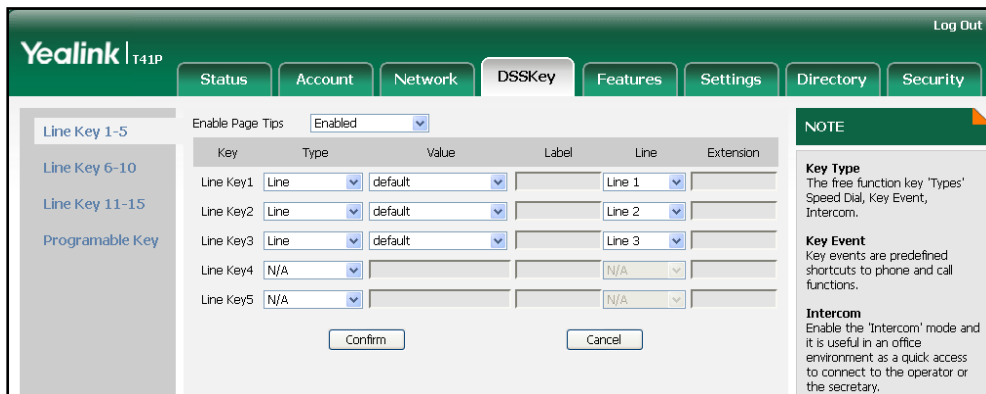 Log Out
Yealink T41P
Status Account Network DSSKey Features Settings Directory Security
Line Key 1-5
Line Key 6-10
Line Key 11-15
Programable Key
Enable Page Tips Enabled
Key Type Value Label Line Extension
Line Key1 Line default Line 1
Line Key2 Line default Line 2
Line Key3 Line default Line 3
Line Key4 N/A N/A
Line Key5 N/A N/A
Confirm Cancel
NOTE
Key Type
The free function key 'Types'
Speed Dial, Key Event,
Intercom.
Key Event
Key events are predefined
shortcuts to phone and call
functions.
Intercom
Enable the 'Intercom' mode and
it is useful in an office
environment as a quick access
to connect to the operator or
the secretary.